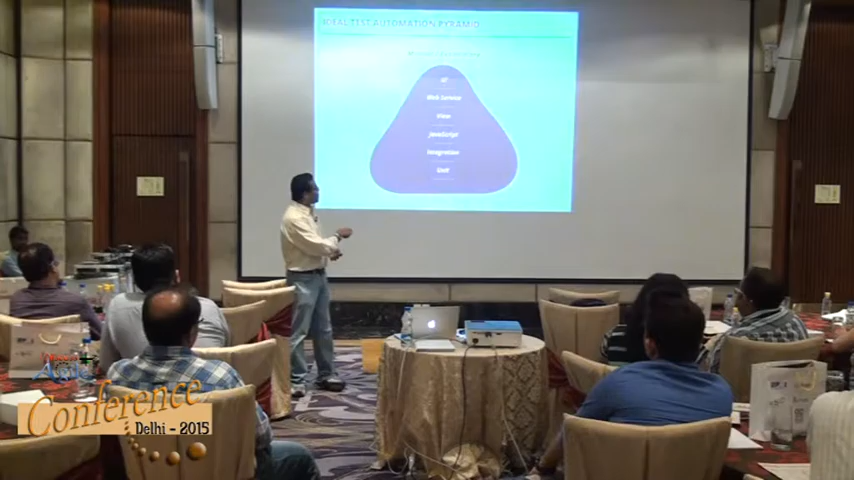 IDEAL TEST AUTOMATION PYRAMID
UI
Web Service
View
JavaScript
Integration
Unit
Conference
Delhi - 2015